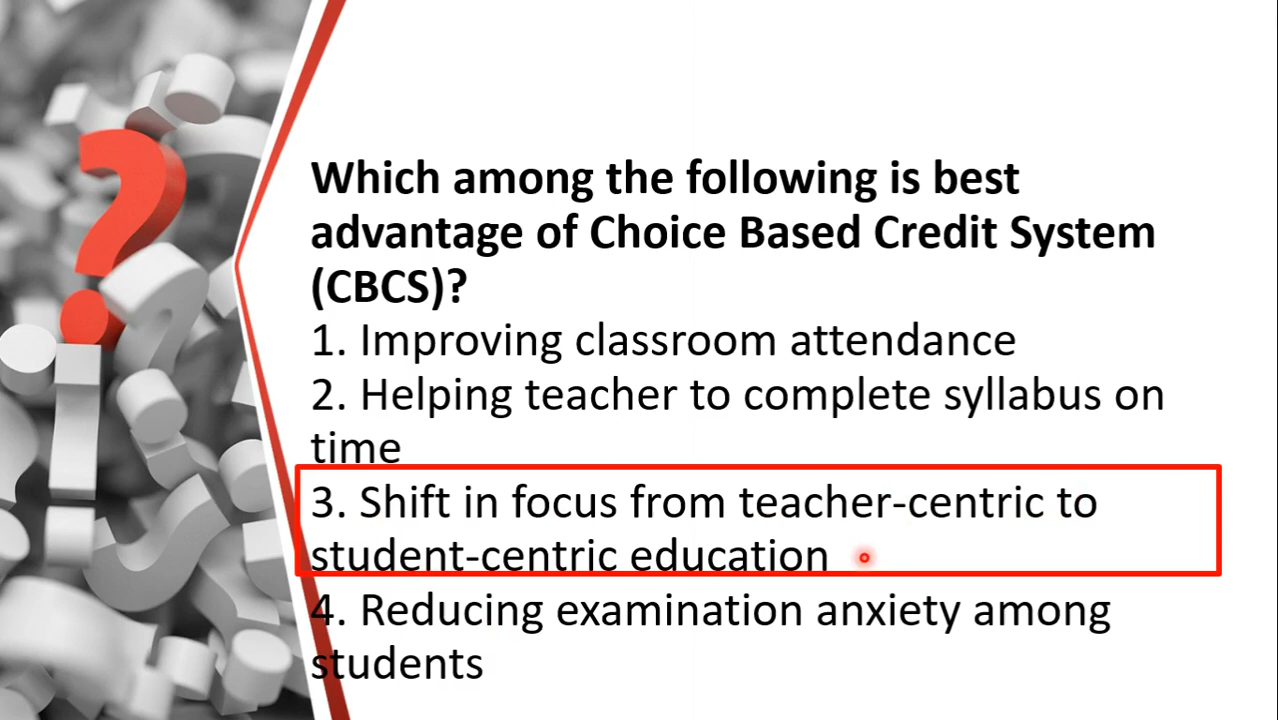 Which among the following is best
advantage of Choice Based Credit System
(CBCS)?
1. Improving classroom attendance
2. Helping teacher to complete syllabus on
time
3. Shift in focus from teacher-centric to
student-centric education
4. Reducing examination anxiety among
students